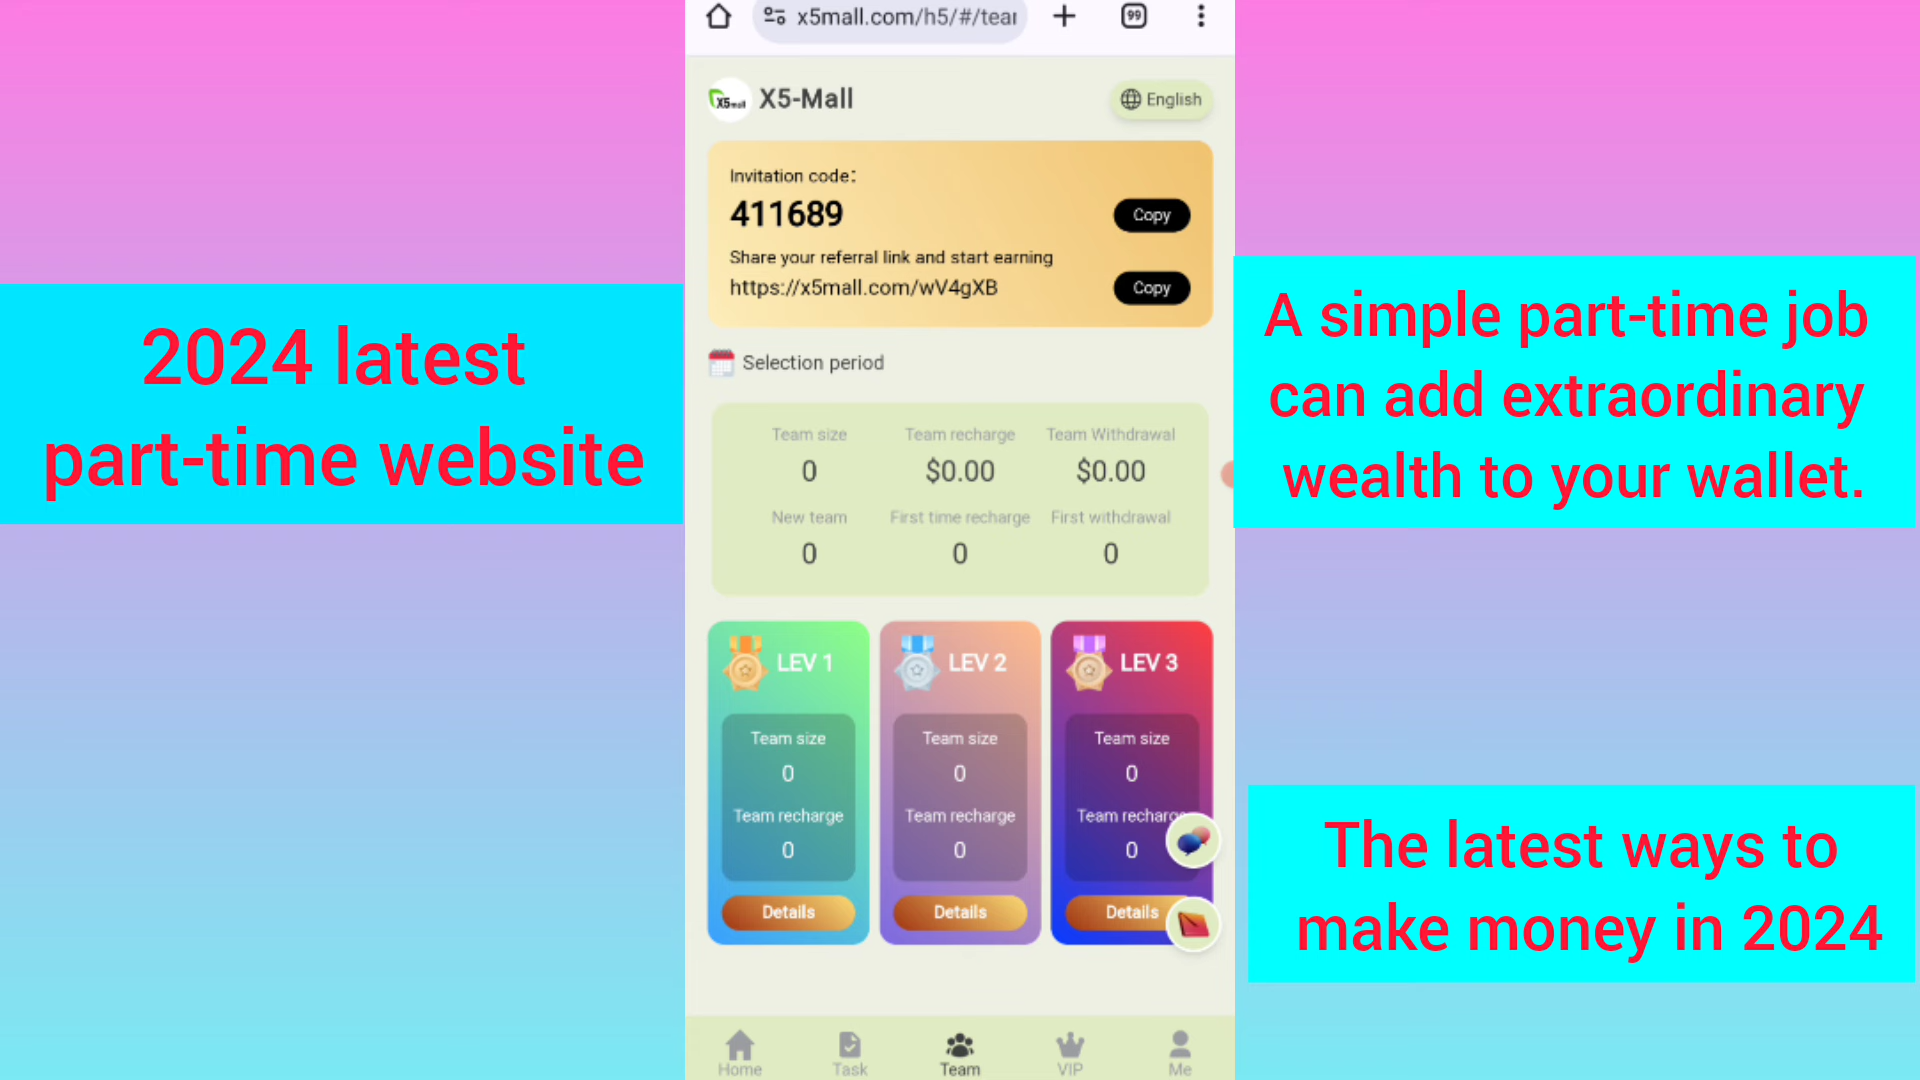 x5mall.com/h5/#/tear
99
X5mall
X5-Mall
English
Invitation code:
411689
Copy
Share your referral link and start earning
https://x5mall.com/wV4gXB
Copy
Selection period
Team size
Team recharge
Team Withdrawal
0
$0.00
$0.00
New team
First time recharge
First withdrawal
0
0
0
LEV 1
LEV 2
LEV 3
Team size
Team size
Team size
0
0
0
Team recharge
Team recharge
Team recharge
0
0
0
Details
Details
Details
Home
Task
Team
VIP
Me
2024 latest
part-time website
A simple part-time job
can add extraordinary
wealth to your wallet.
The latest ways to
make money in 2024